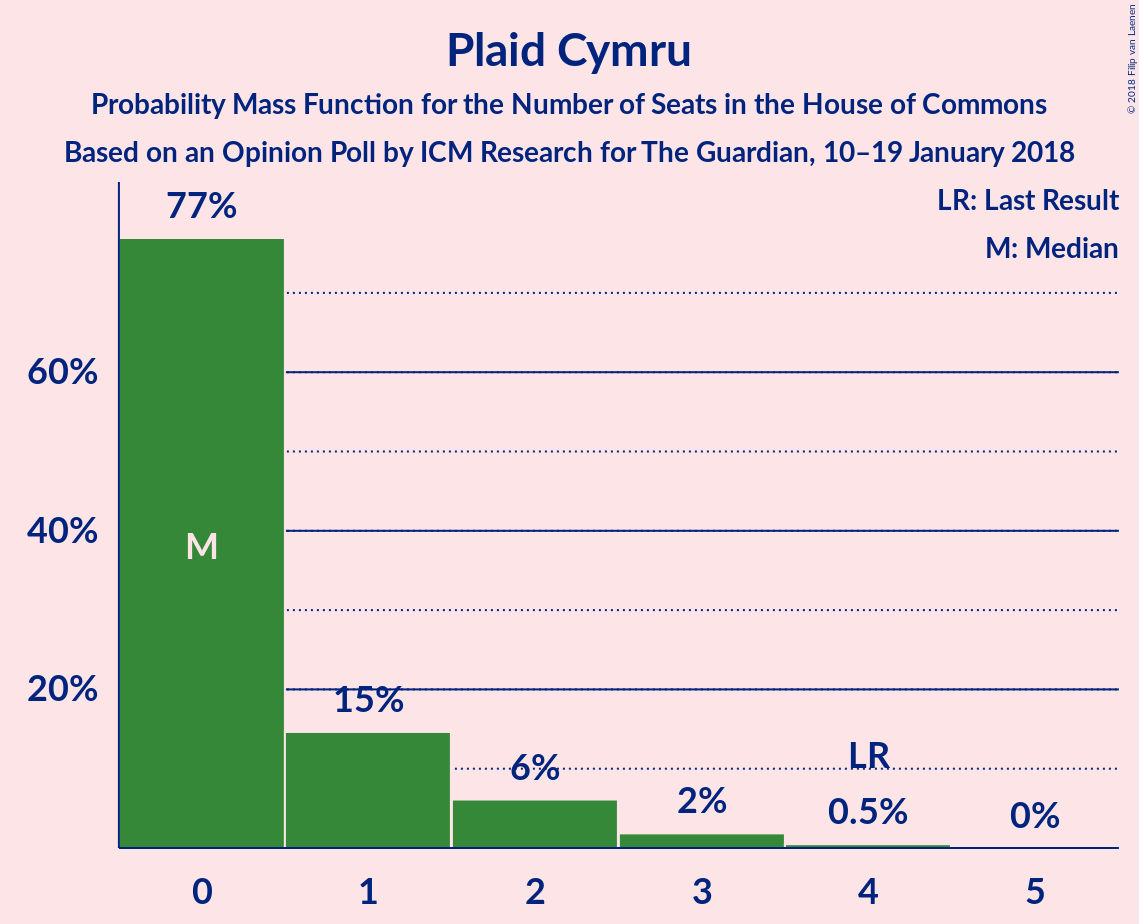 Plaid Cymru
Probability Mass Function for the Number of Seats in the House of Commons
Based on an Opinion Poll by ICM Research for The Guardian, 10–19 January 2018
© 2018 Filip van Laenen
LR: Last Result
M: Median
77%
60%
40%
20%
M
15%
6%
2%
LR
0.5%
0%
0 1 2 3 4 5